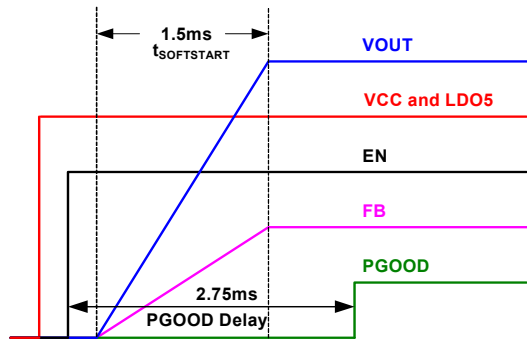 1.5ms
tSOFTSTART
VOUT
VCC and LDO5
EN
FB
PGOOD
2.75ms
PGOOD Delay